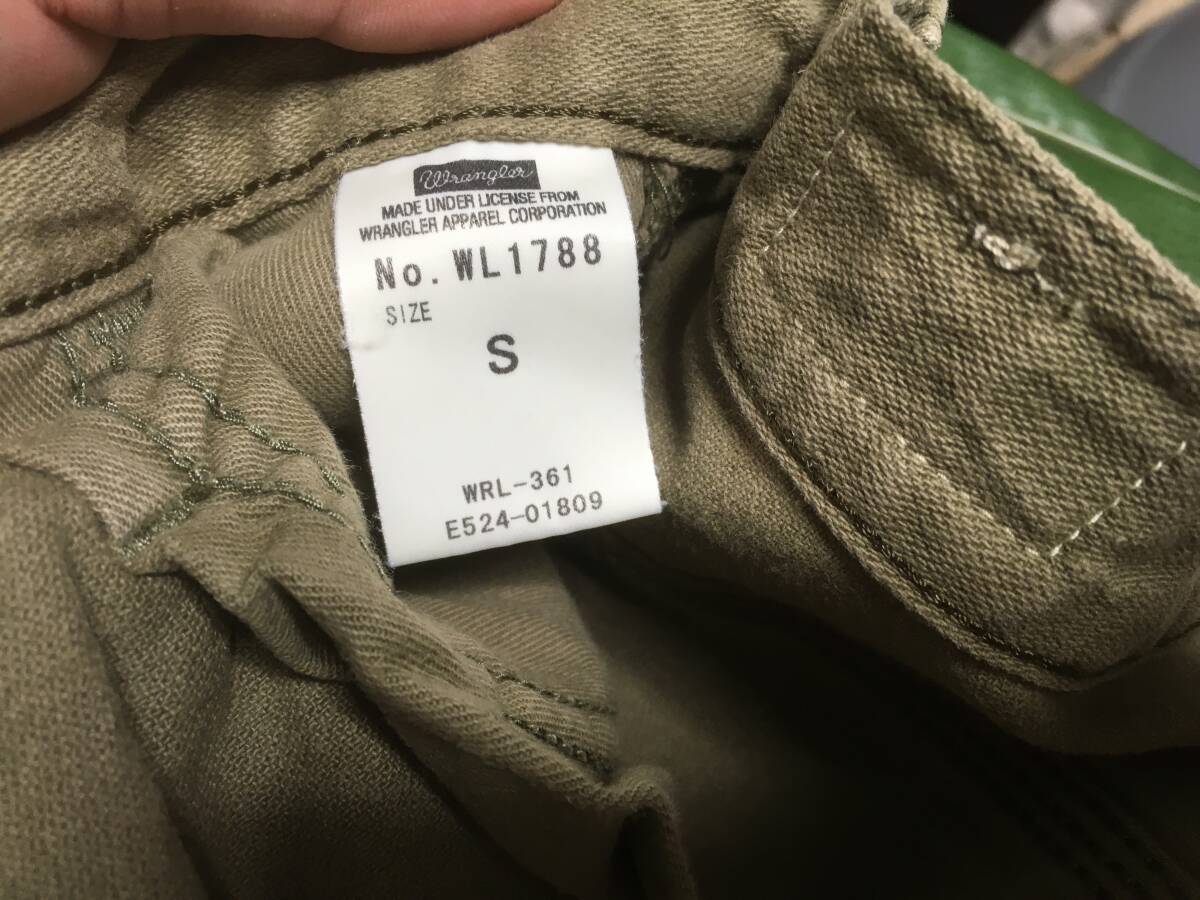 Wrangler
MADE UNDER LICENSE FROM
WRANGLER APPAREL CORPORATION
No. WL1788
SIZE
S
WRL-361
E524-01809